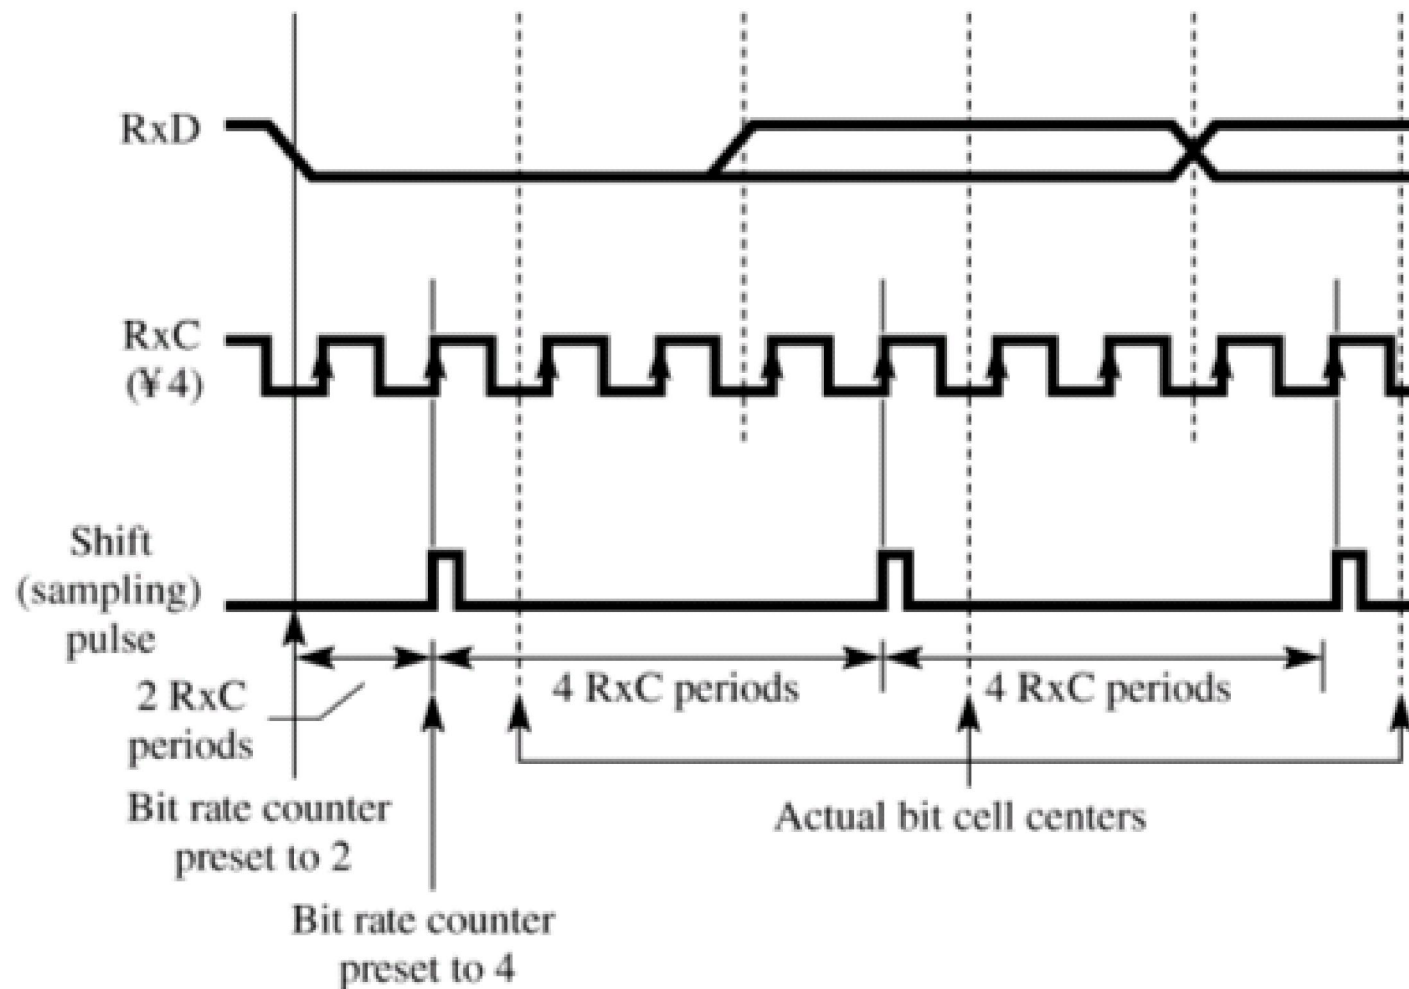 RxD
RxC
(¥ 4)
Shift
(sampling)
pulse
2 RxC
periods
4 RxC periods
4 RxC periods
Bit rate counter
preset to 2
Actual bit cell centers
Bit rate counter
preset to 4